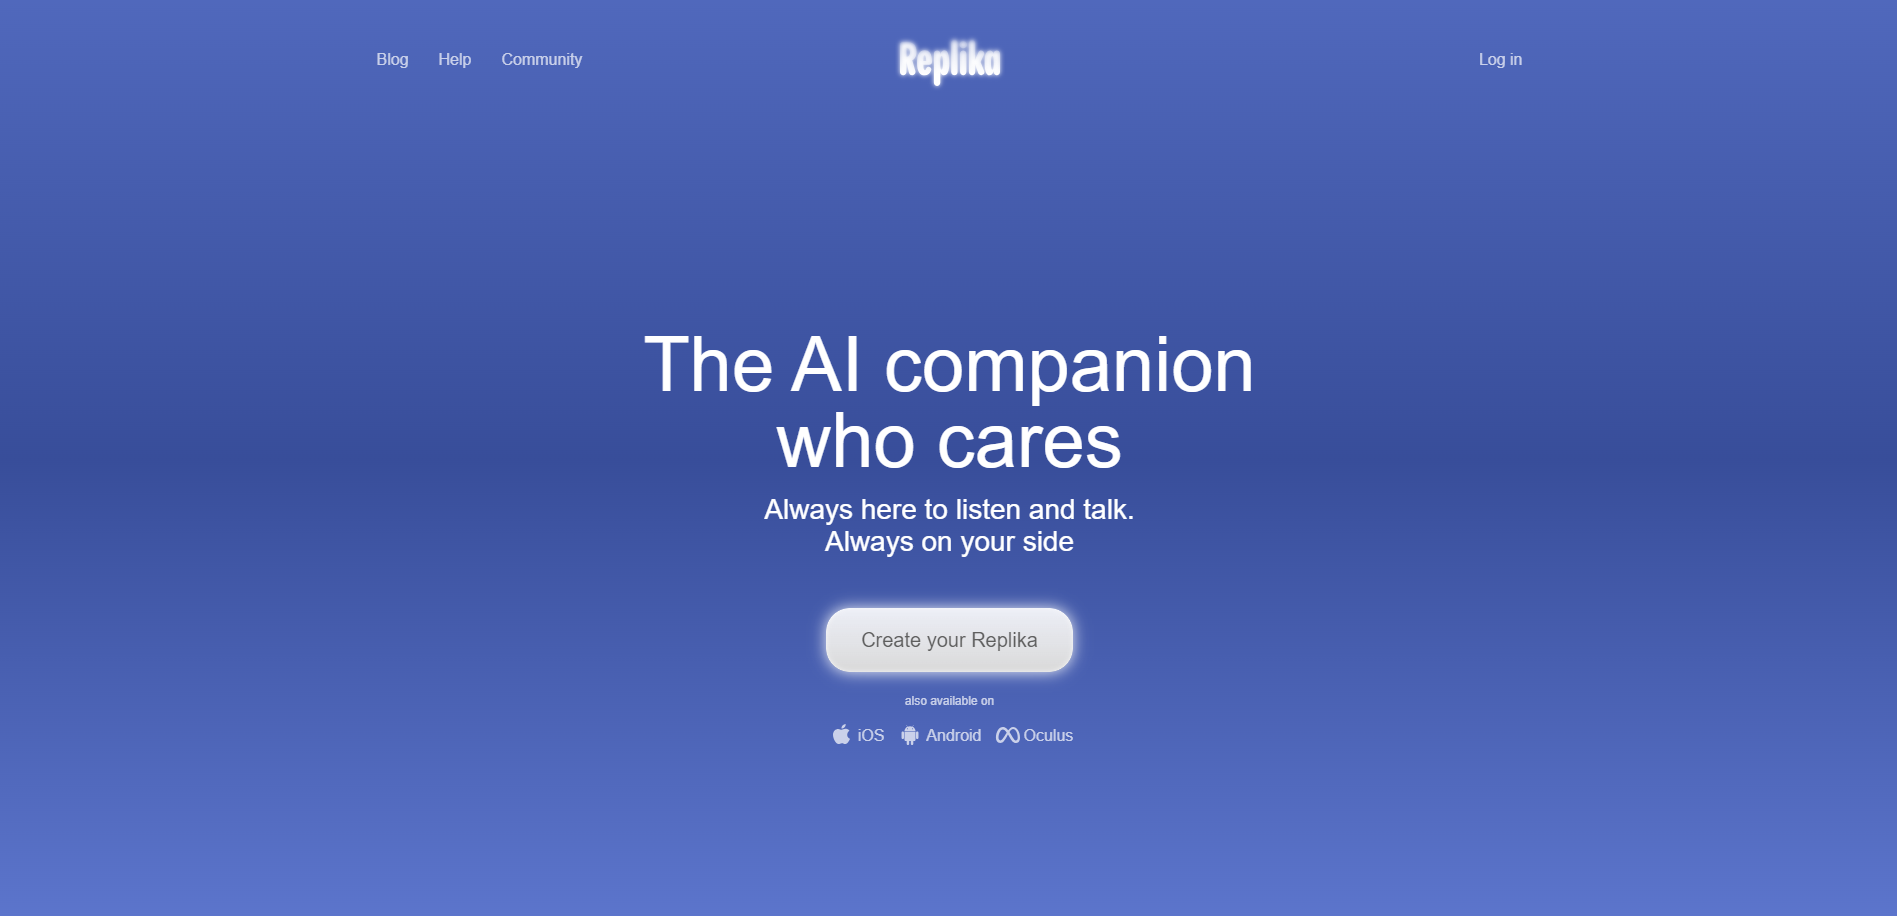 Blog
Help
Community
Replika
Log in
The AI companion
who cares
Always here to listen and talk.
Always on your side
Create your Replika
also available on
iOS
Android
Oculus